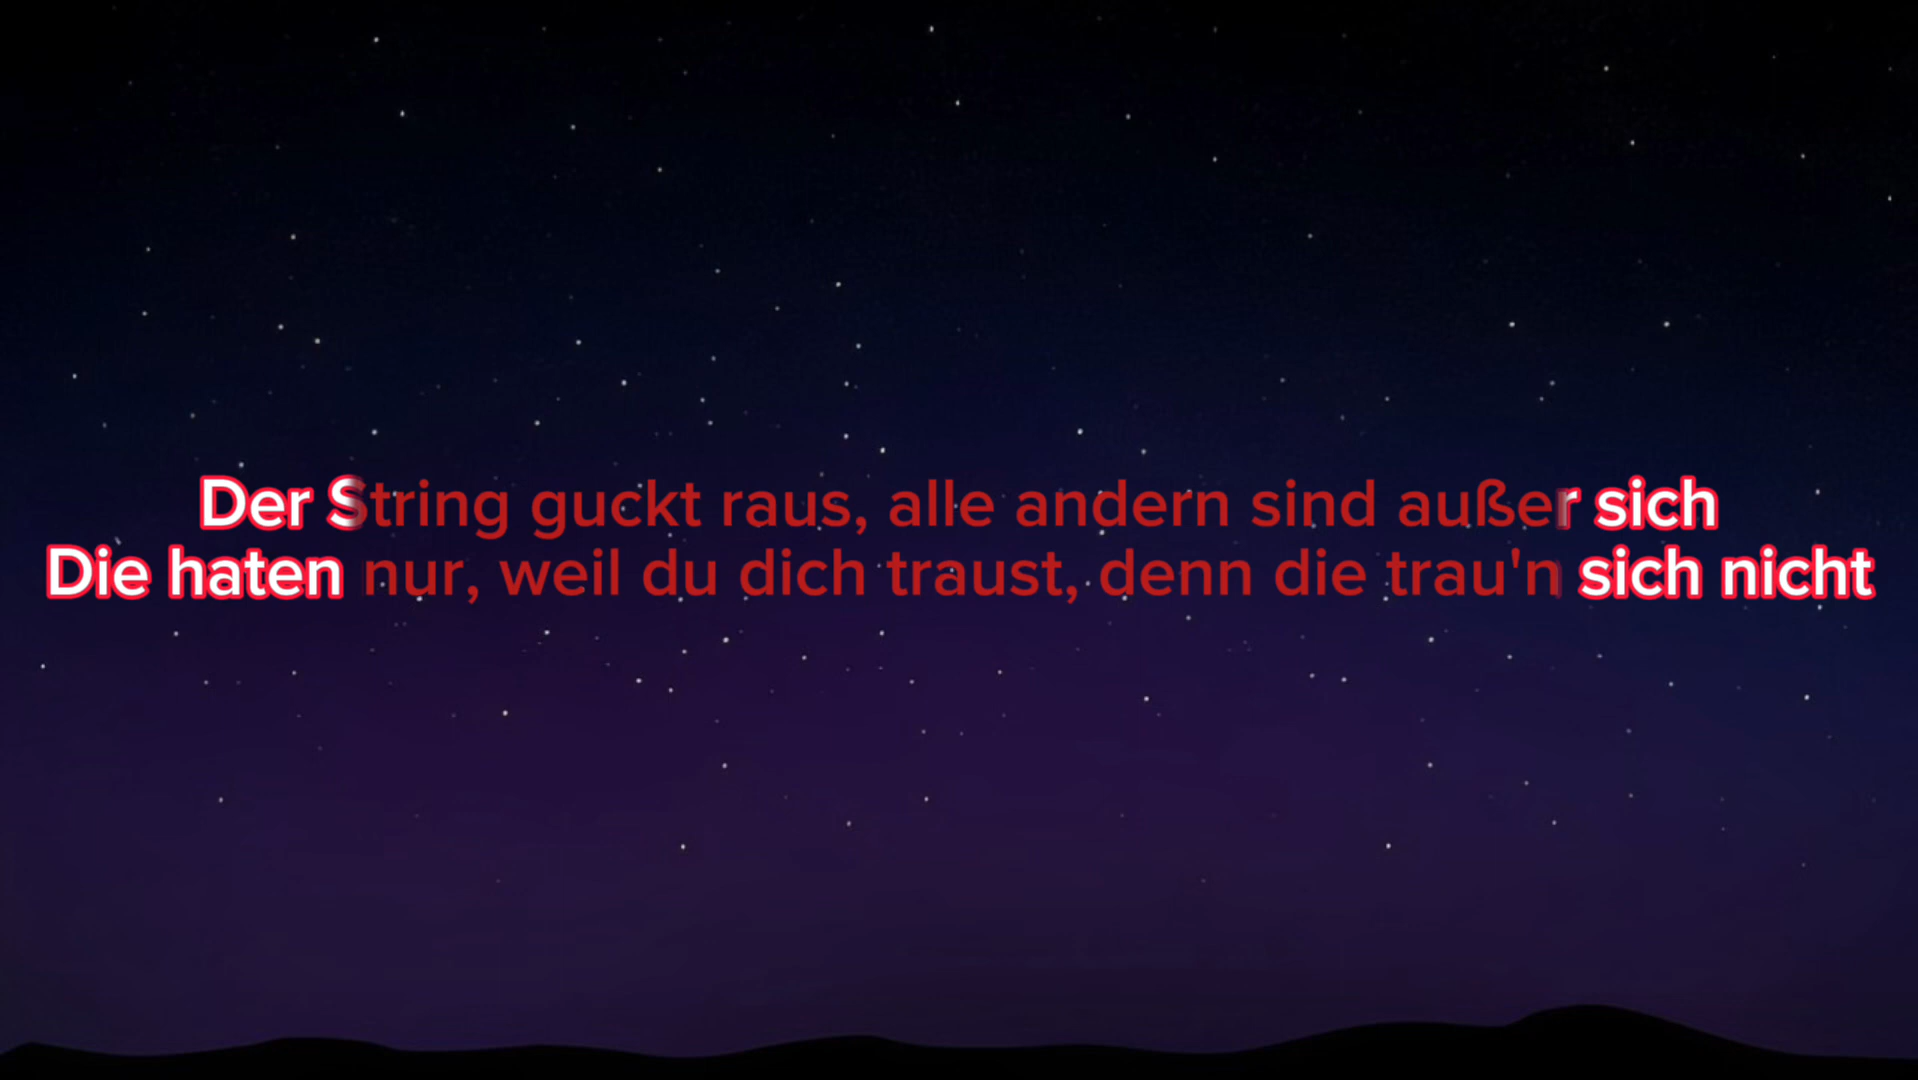 Der String guckt raus, alle andern sind außer sich
Die haten nur, weil du dich traust, denn die trau'n sich nicht